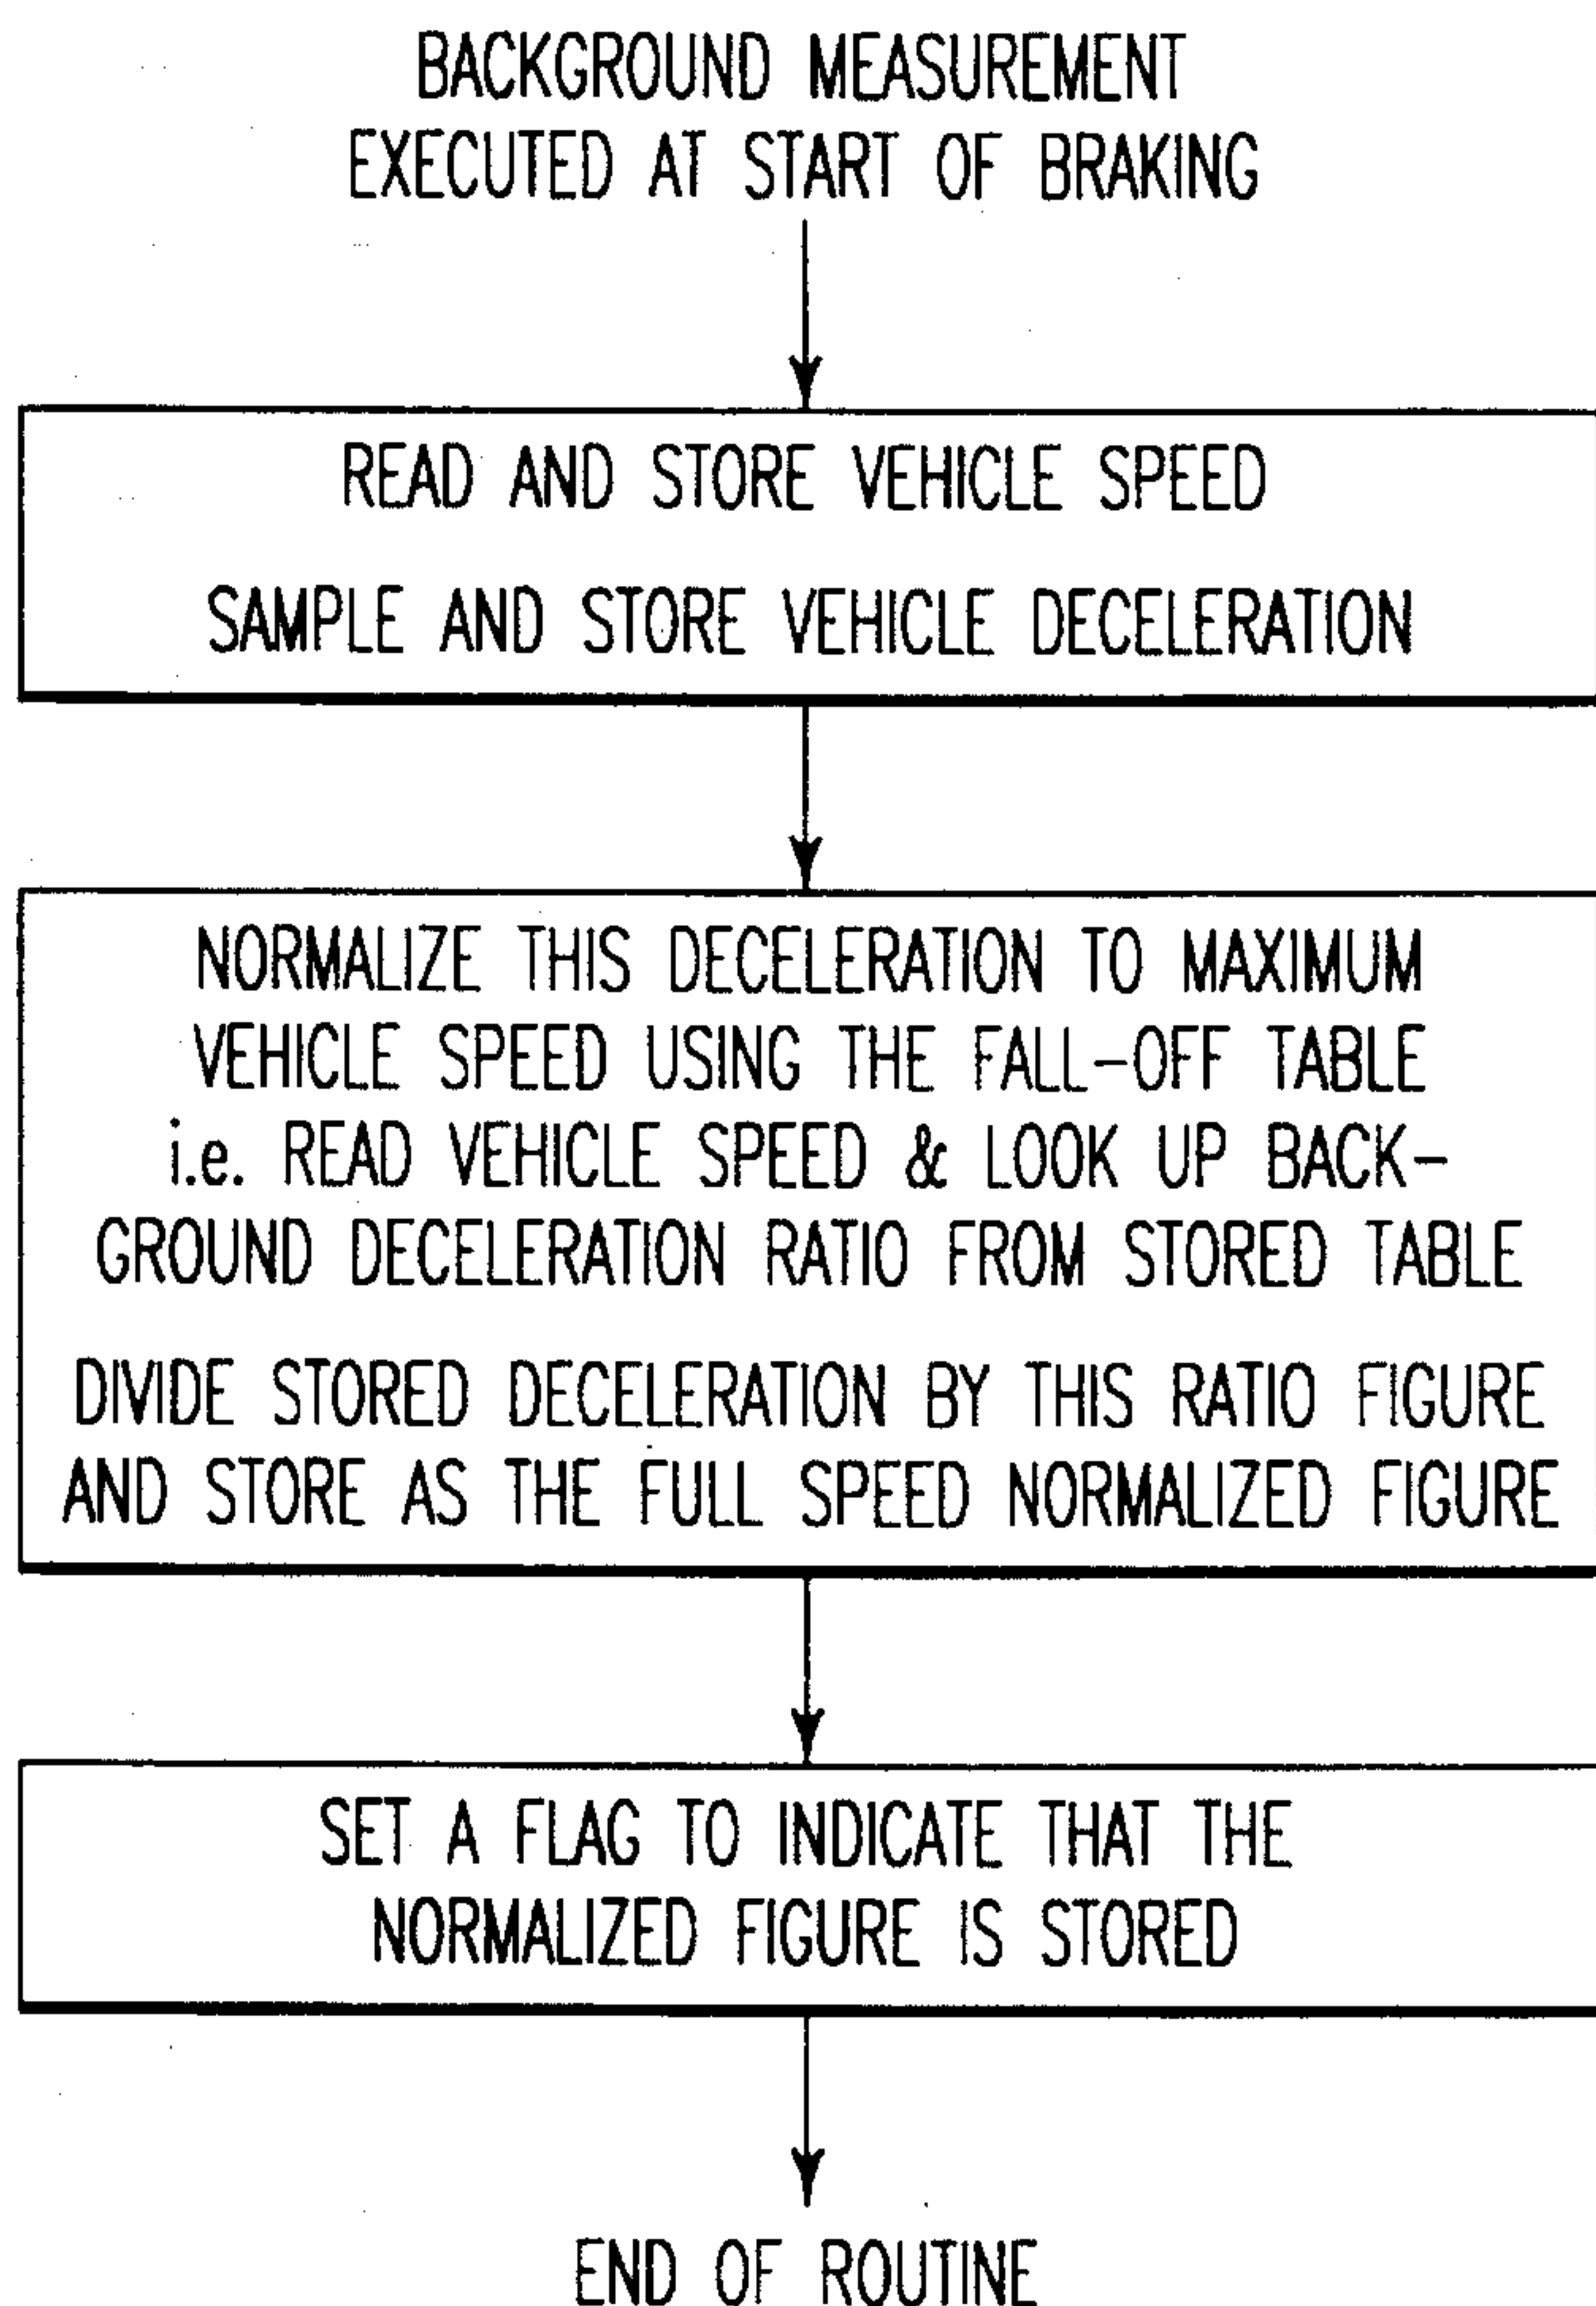 BACKGROUND MEASUREMENT
EXECUTED AT START OF BRAKING
READ AND STORE VEHICLE SPEED
SAMPLE AND STORE VEHICLE DECELERATION
NORMALIZE THIS DECELERATION TO MAXIMUM
VEHICLE SPEED USING THE FALL-OFF TABLE
i.e. READ VEHICLE SPEED & LOOK UP BACK-
GROUND DECELERATION RATIO FROM STORED TABLE
DIVIDE STORED DECELERATION BY THIS RATIO FIGURE
AND STORE AS THE FULL SPEED NORMALIZED FIGURE
SET A FLAG TO INDICATE THAT THE
NORMALIZED FIGURE IS STORED
END OF ROUTINE